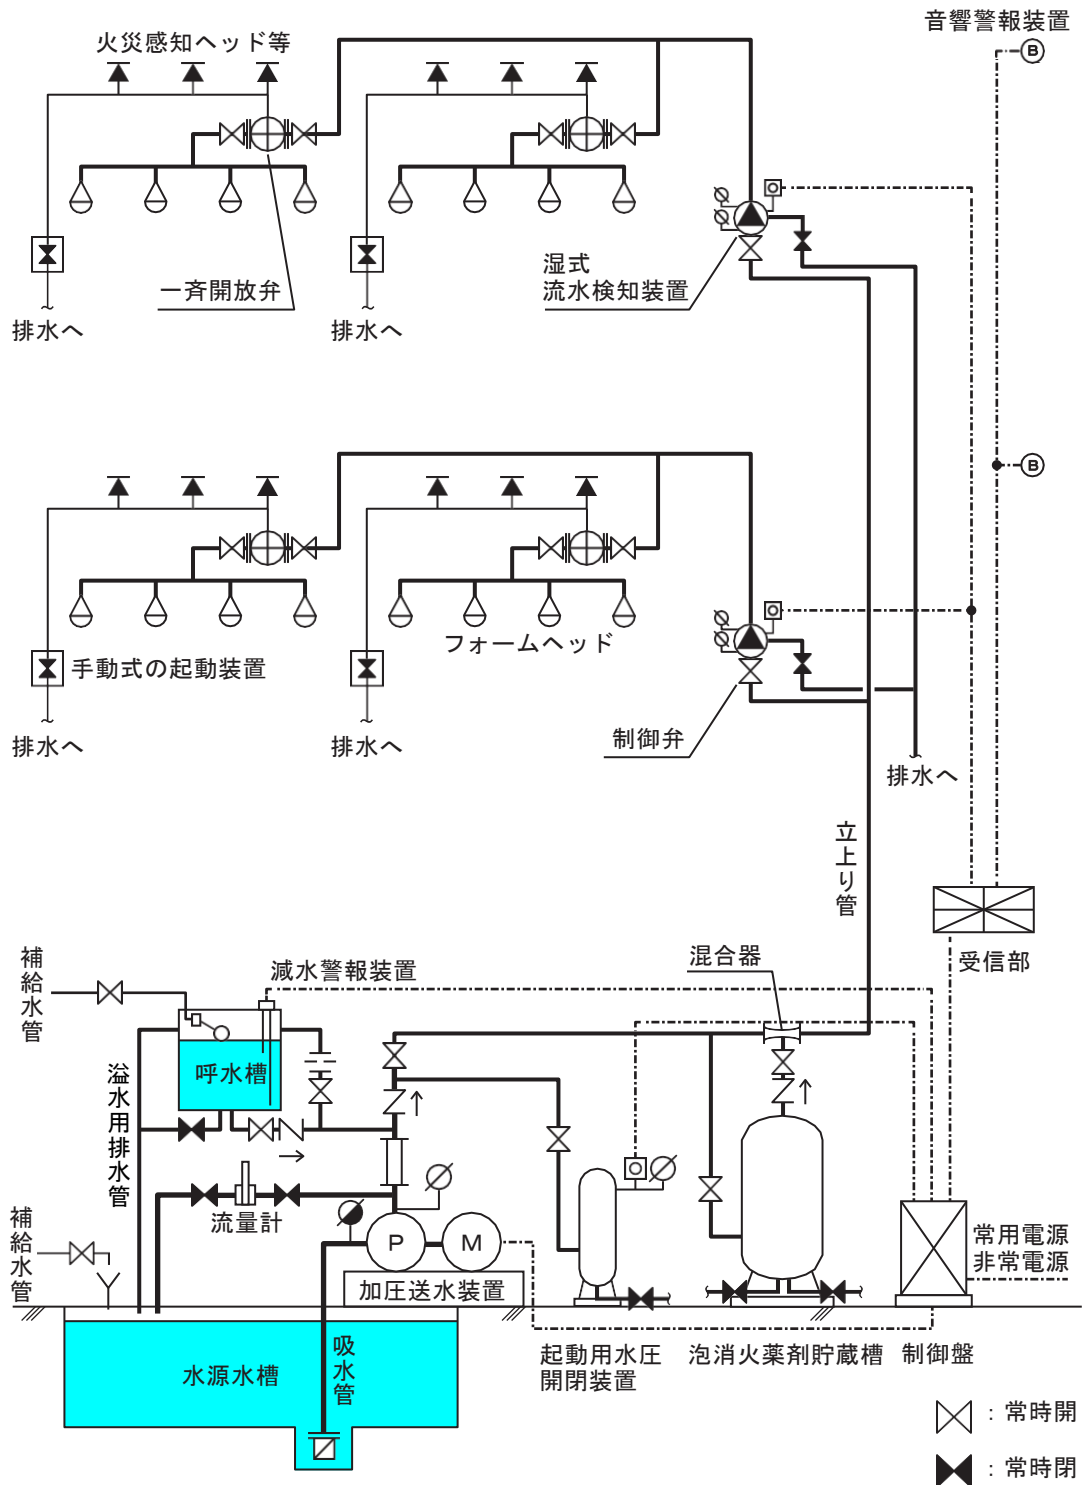 音響警報装置
B
火災感知ヘッド等
湿式
流水検知装置
一斉開放弁
排水へ
排水へ
B
フォームヘッド
手動式の起動装置
制御弁
排水へ
排水へ
排水へ
立上り管
受信部
混合器
補給水管
減水警報装置
呼水槽
溢水用排水管
流量計
補給水管
P
M
加圧送水装置
常用電源
非常電源
吸水管
水源水槽
起動用水圧
開閉装置
泡消火薬剤貯蔵槽
制御盤
：常時開
：常時閉